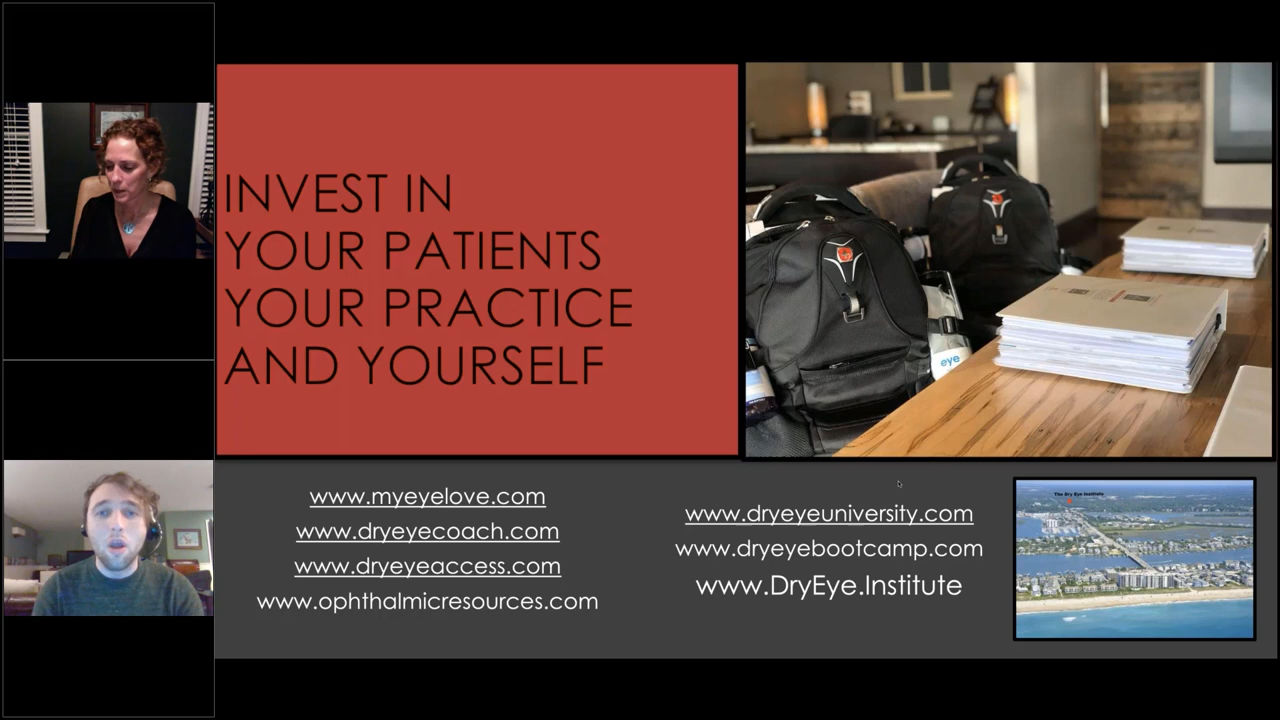 INVEST IN
YOUR PATIENTS
YOUR PRACTICE
AND YOURSELF
eye
www.myeyelove.com
www.dryeyecoach.com
www.dryeyeaccess.com
www.ophthalmicresources.com
www.dryeyeuniversity.com
www.dryeyebootcamp.com
www.DryEye.Institute
The Dry Eye Institute